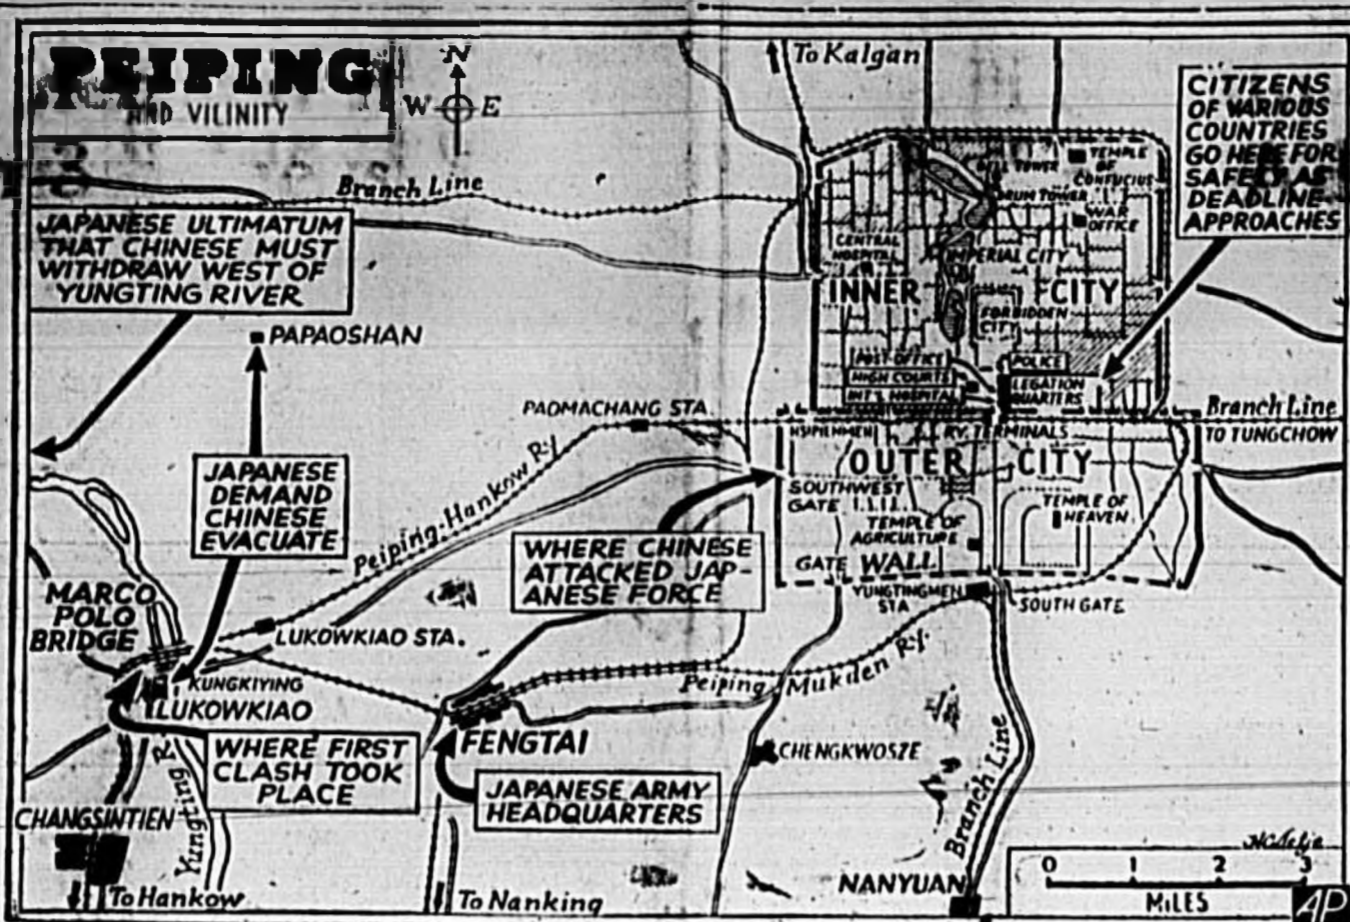 PEIPING
AND VILINITY
N
W E
To Kalgan
CITIZENS
OF VARIOUS
COUNTRIES
GO HERE FOR
SAFELY AS
DEADLINE
APPROACHES
Branch Line
BELL TOWER
TEMPLE
OF
CONFUCIUS
DRUM TOWER
WAR
OFFICE
JAPANESE ULTIMATUM
THAT CHINESE MUST
WITHDRAW WEST OF
YUNGTING RIVER
CENTRAL
HOSPITAL
IMPERIAL CITY
INNER CITY
FORBIDDEN
CITY
PAPAOSHAN
POST OFFICE
HIGH COURTS
INT'L HOSPITAL
POLICE
LEGATION
QUARTERS
PAOMACHANG STA.
Branch Line
TO TUNGCHOW
RY. TERMINALS
OUTER CITY
JAPANESE
DEMAND
CHINESE
EVACUATE
Peiping-Hankow Ry.
SOUTHWEST
GATE
TEMPLE OF
HEAVEN
TEMPLE OF
AGRICULTURE
WHERE CHINESE
ATTACKED JAP-
ANESE FORCE
GATE WALL
YUNGTINGMEN
STA
SOUTH GATE
MARCO
POLO
BRIDGE
LUKOWKIAO STA.
KUNGKIYING
LUKOWKIAO
Peiping Mukden Ry.
WHERE FIRST
CLASH TOOK
PLACE
FENGTAI
CHENGKWOSZE
JAPANESE ARMY
HEADQUARTERS
Branch Line
CHANGSINTIEN
Yungting R.
To Hankow
To Nanking
NANYUAN
0 1 2 3
MILES
AP